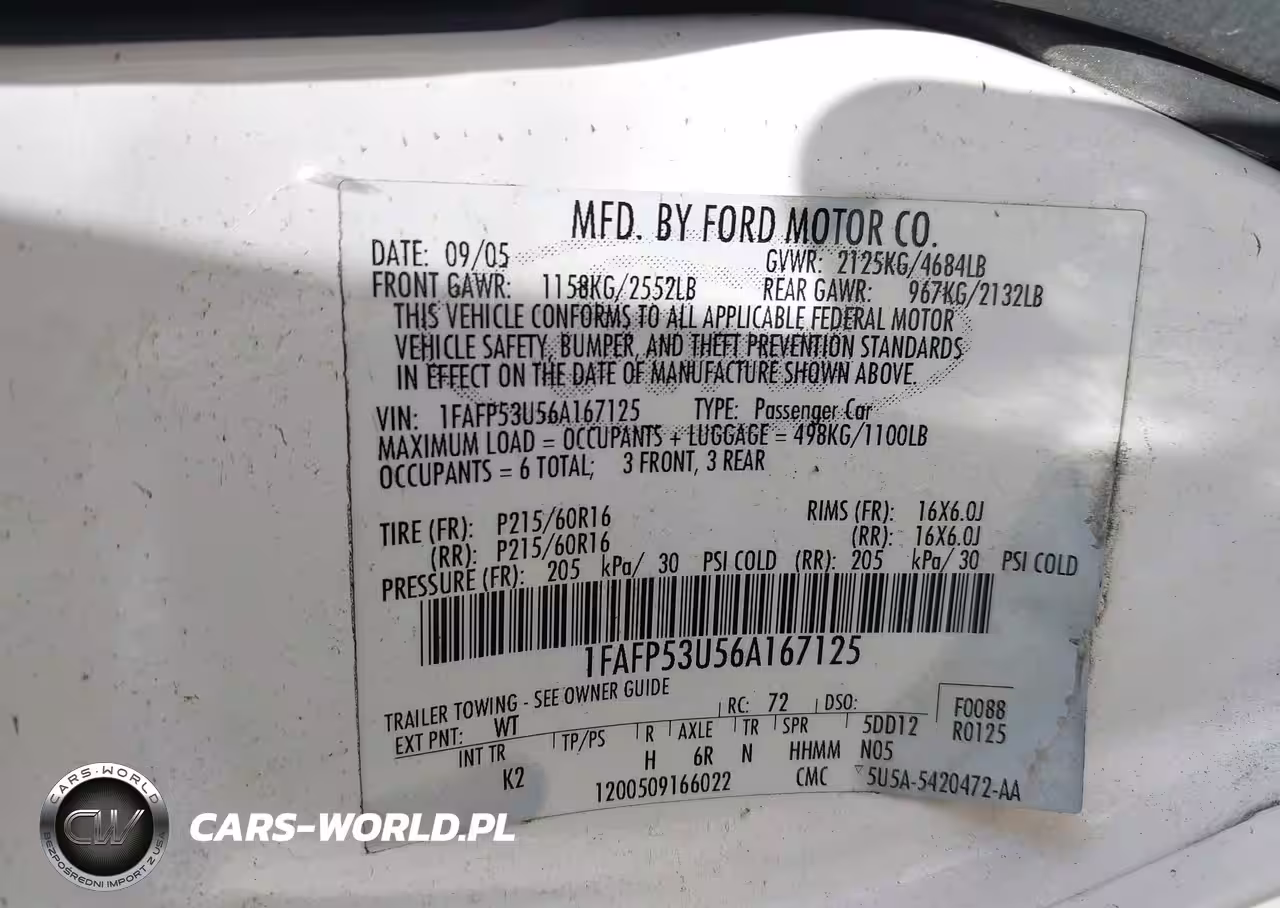 MFD. BY FORD MOTOR CO.
DATE: 09/05 GVWR: 2125KG/4684LB
FRONT GAWR: 1158KG/2552LB REAR GAWR: 967KG/2132LB
THIS VEHICLE CONFORMS TO ALL APPLICABLE FEDERAL MOTOR
VEHICLE SAFETY, BUMPER, AND THEFT PREVENTION STANDARDS
IN EFFECT ON THE DATE OF MANUFACTURE SHOWN ABOVE.
VIN: 1FAFP53U56A167125 TYPE: Passenger Car
MAXIMUM LOAD = OCCUPANTS + LUGGAGE = 498KG/1100LB
OCCUPANTS = 6 TOTAL; 3 FRONT, 3 REAR
TIRE (FR): P215/60R16 RIMS (FR): 16X6.0J
(RR): P215/60R16 (RR): 16X6.0J
PRESSURE (FR): 205 kPa/ 30 PSI COLD (RR): 205 kPa/ 30 PSI COLD
1FAFP53U56A167125
TRAILER TOWING - SEE OWNER GUIDE
EXT PNT: WT RC: 72 DSO: F0088
INT TR TP/PS R AXLE TR SPR 5DD12 R0125
K2 H 6R N HHMM N05
1200509166022 CMC 5U5A-5420472-AA
CARS-WORLD
CW
BEZPOŚREDNI IMPORT Z USA
CARS-WORLD.PL